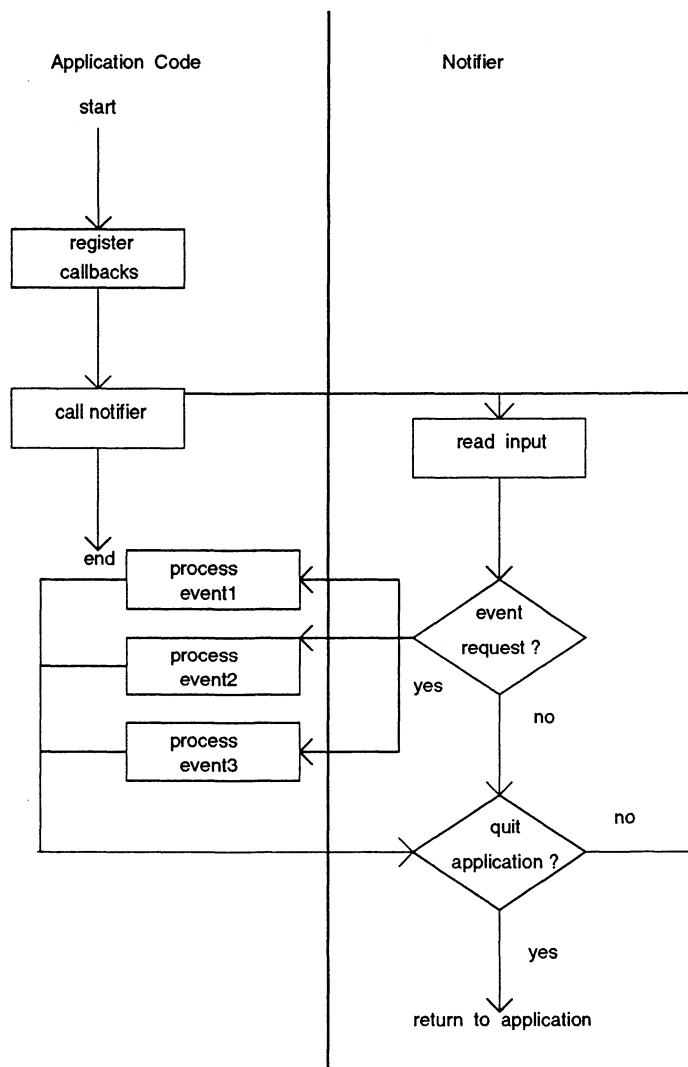 Application Code
Notifier
start
register
callbacks
call notifier
read input
end
process
event1
event
request ?
process
event2
yes
process
event3
no
quit
application ?
no
yes
return to application